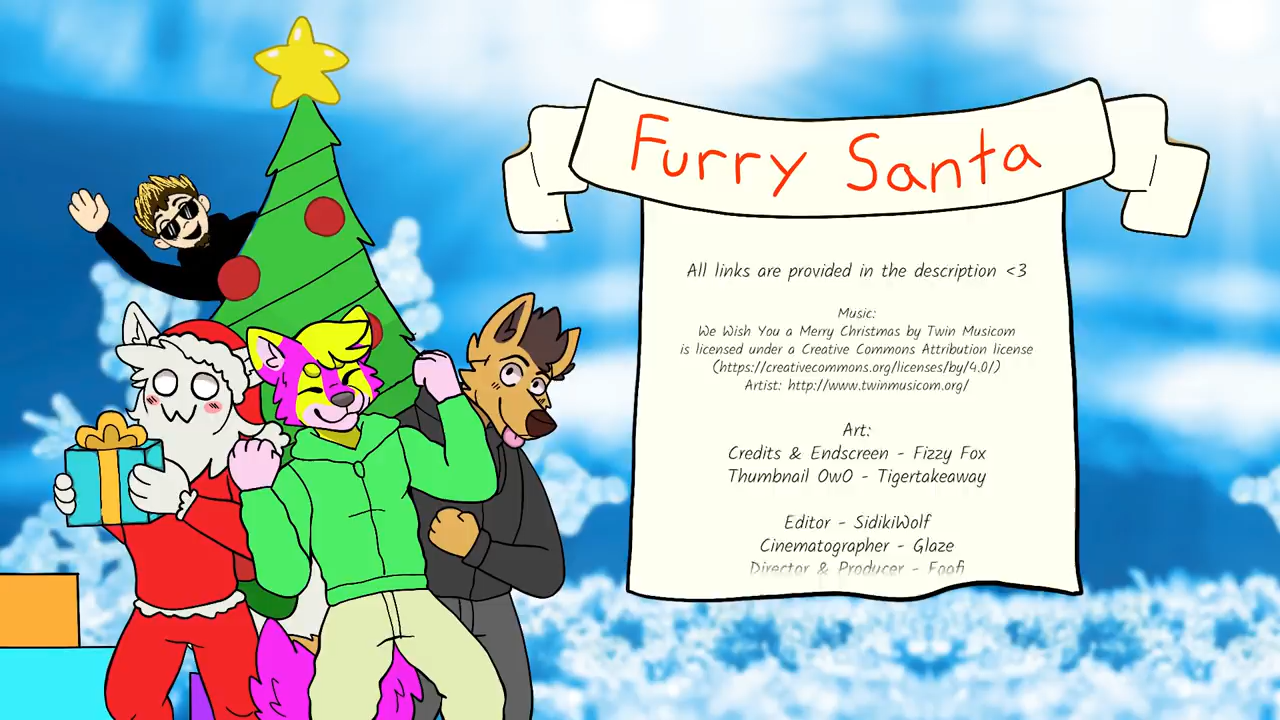 Furry Santa
All links are provided in the description <3
Music:
We Wish You a Merry Christmas by Twin Musicom
is licensed under a Creative Commons Attribution license
(https://creativecommons.org/licenses/by/4.0/)
Artist: http://www.twinmusicom.org/
Art:
Credits & Endscreen - Fizzy Fox
Thumbnail OwO - Tigertakeaway
Editor - SidikiWolf
Cinematographer - Glaze
Director & Producer -